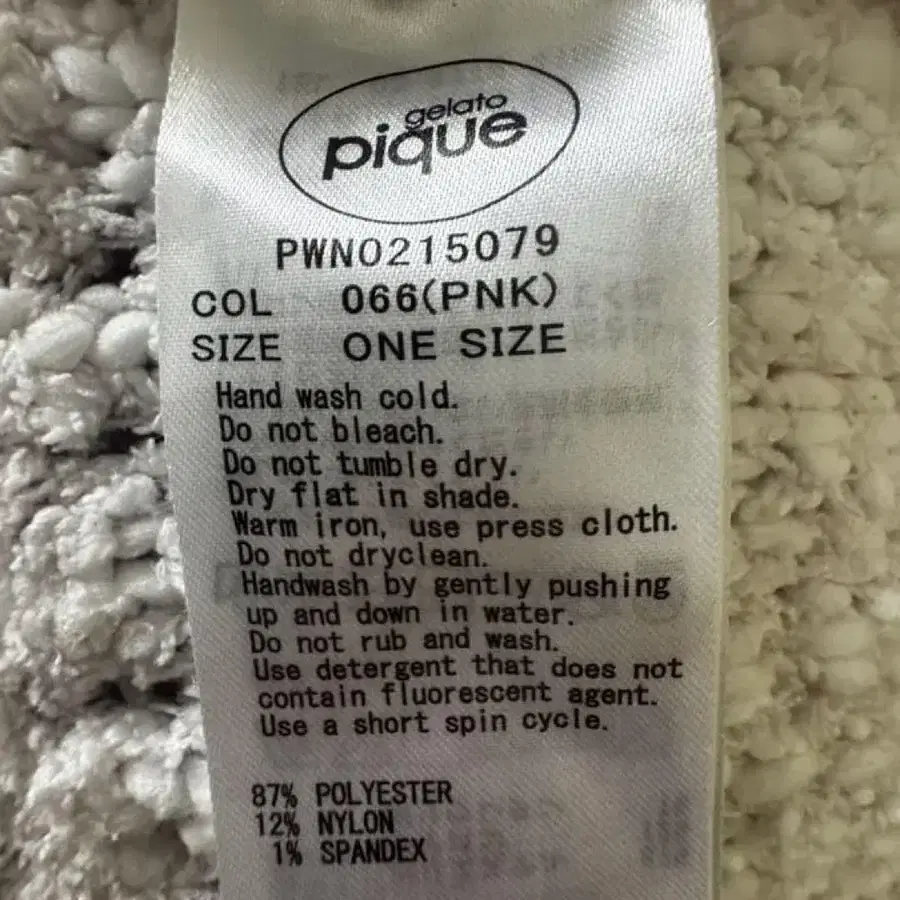 gelato
pique
PWNO215079
COL 066(PNK)
SIZE ONE SIZE
Hand wash cold.
Do not bleach.
Do not tumble dry.
Dry flat in shade.
Warm iron, use press cloth.
Do not dryclean.
Handwash by gently pushing
up and down in water.
Do not rub and wash.
Use detergent that does not
contain fluorescent agent.
Use a short spin cycle.
87% POLYESTER
12% NYLON
1% SPANDEX